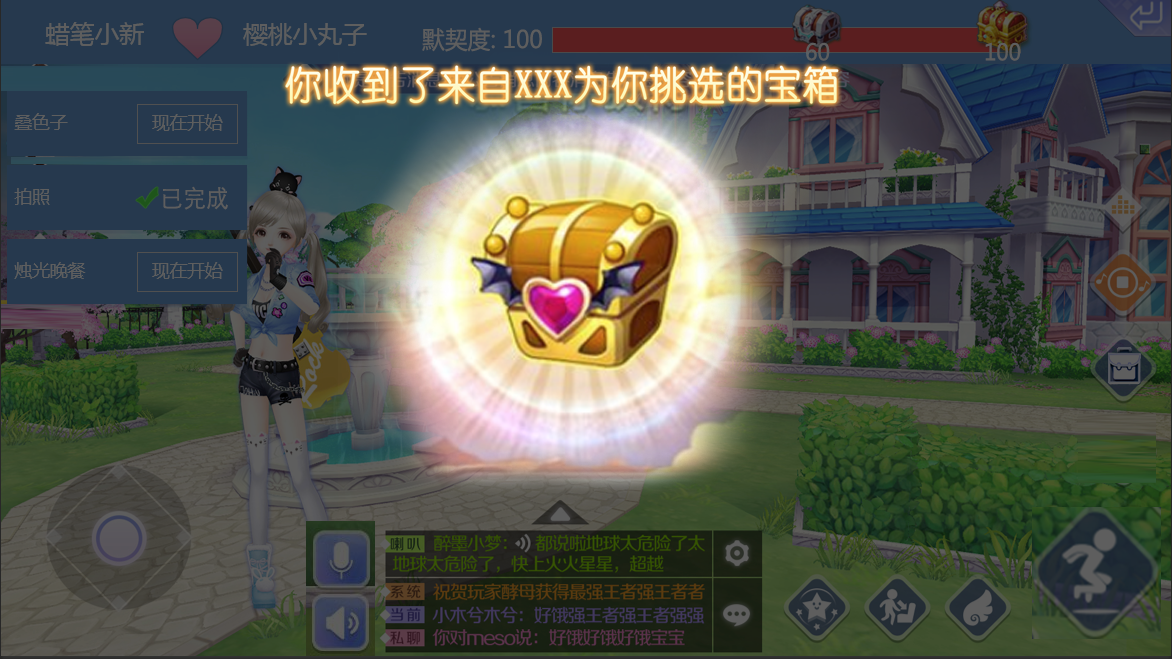 蜡笔小新 樱桃小丸子 默契度: 100
60
100
你收到了来自XXX为你挑选的宝箱
叠色子 现在开始
拍照 已完成
烛光晚餐 现在开始
喇叭 醉墨小梦: 都说啦地球太危险了太
地球太危险了，快上火火星星，超越
系统 祝贺玩家酵母获得最强王者强王者者
当前 小木兮木兮：好饿强王者强王者强强
私聊 你对meso说：好饿好饿好饿宝宝